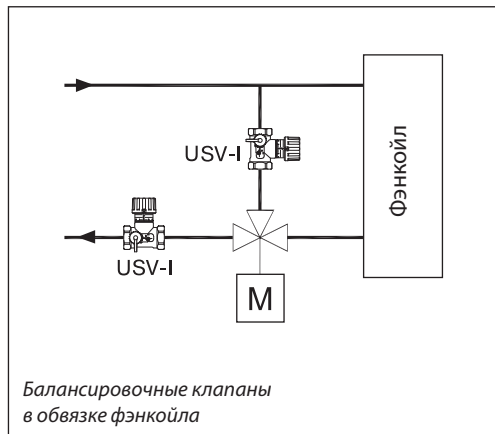 USV-I
Фэнкойл
USV-I
M
Балансировочные клапаны
в обвязке фэнкойла